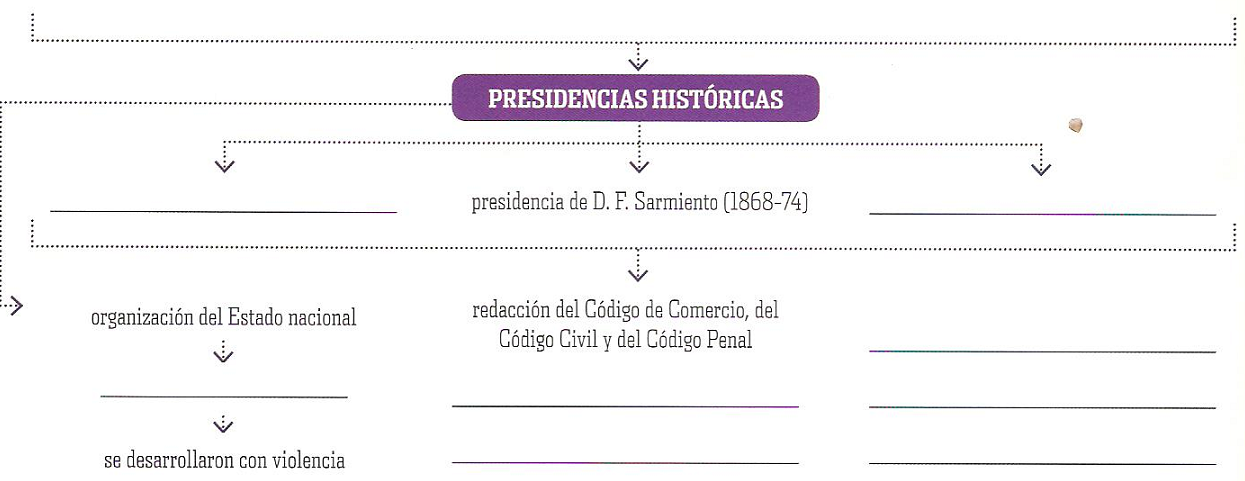 PRESIDENCIAS HISTÓRICAS
presidencia de D. F. Sarmiento (1868-74)
organización del Estado nacional
redacción del Código de Comercio, del
Código Civil y del Código Penal
se desarrollaron con violencia